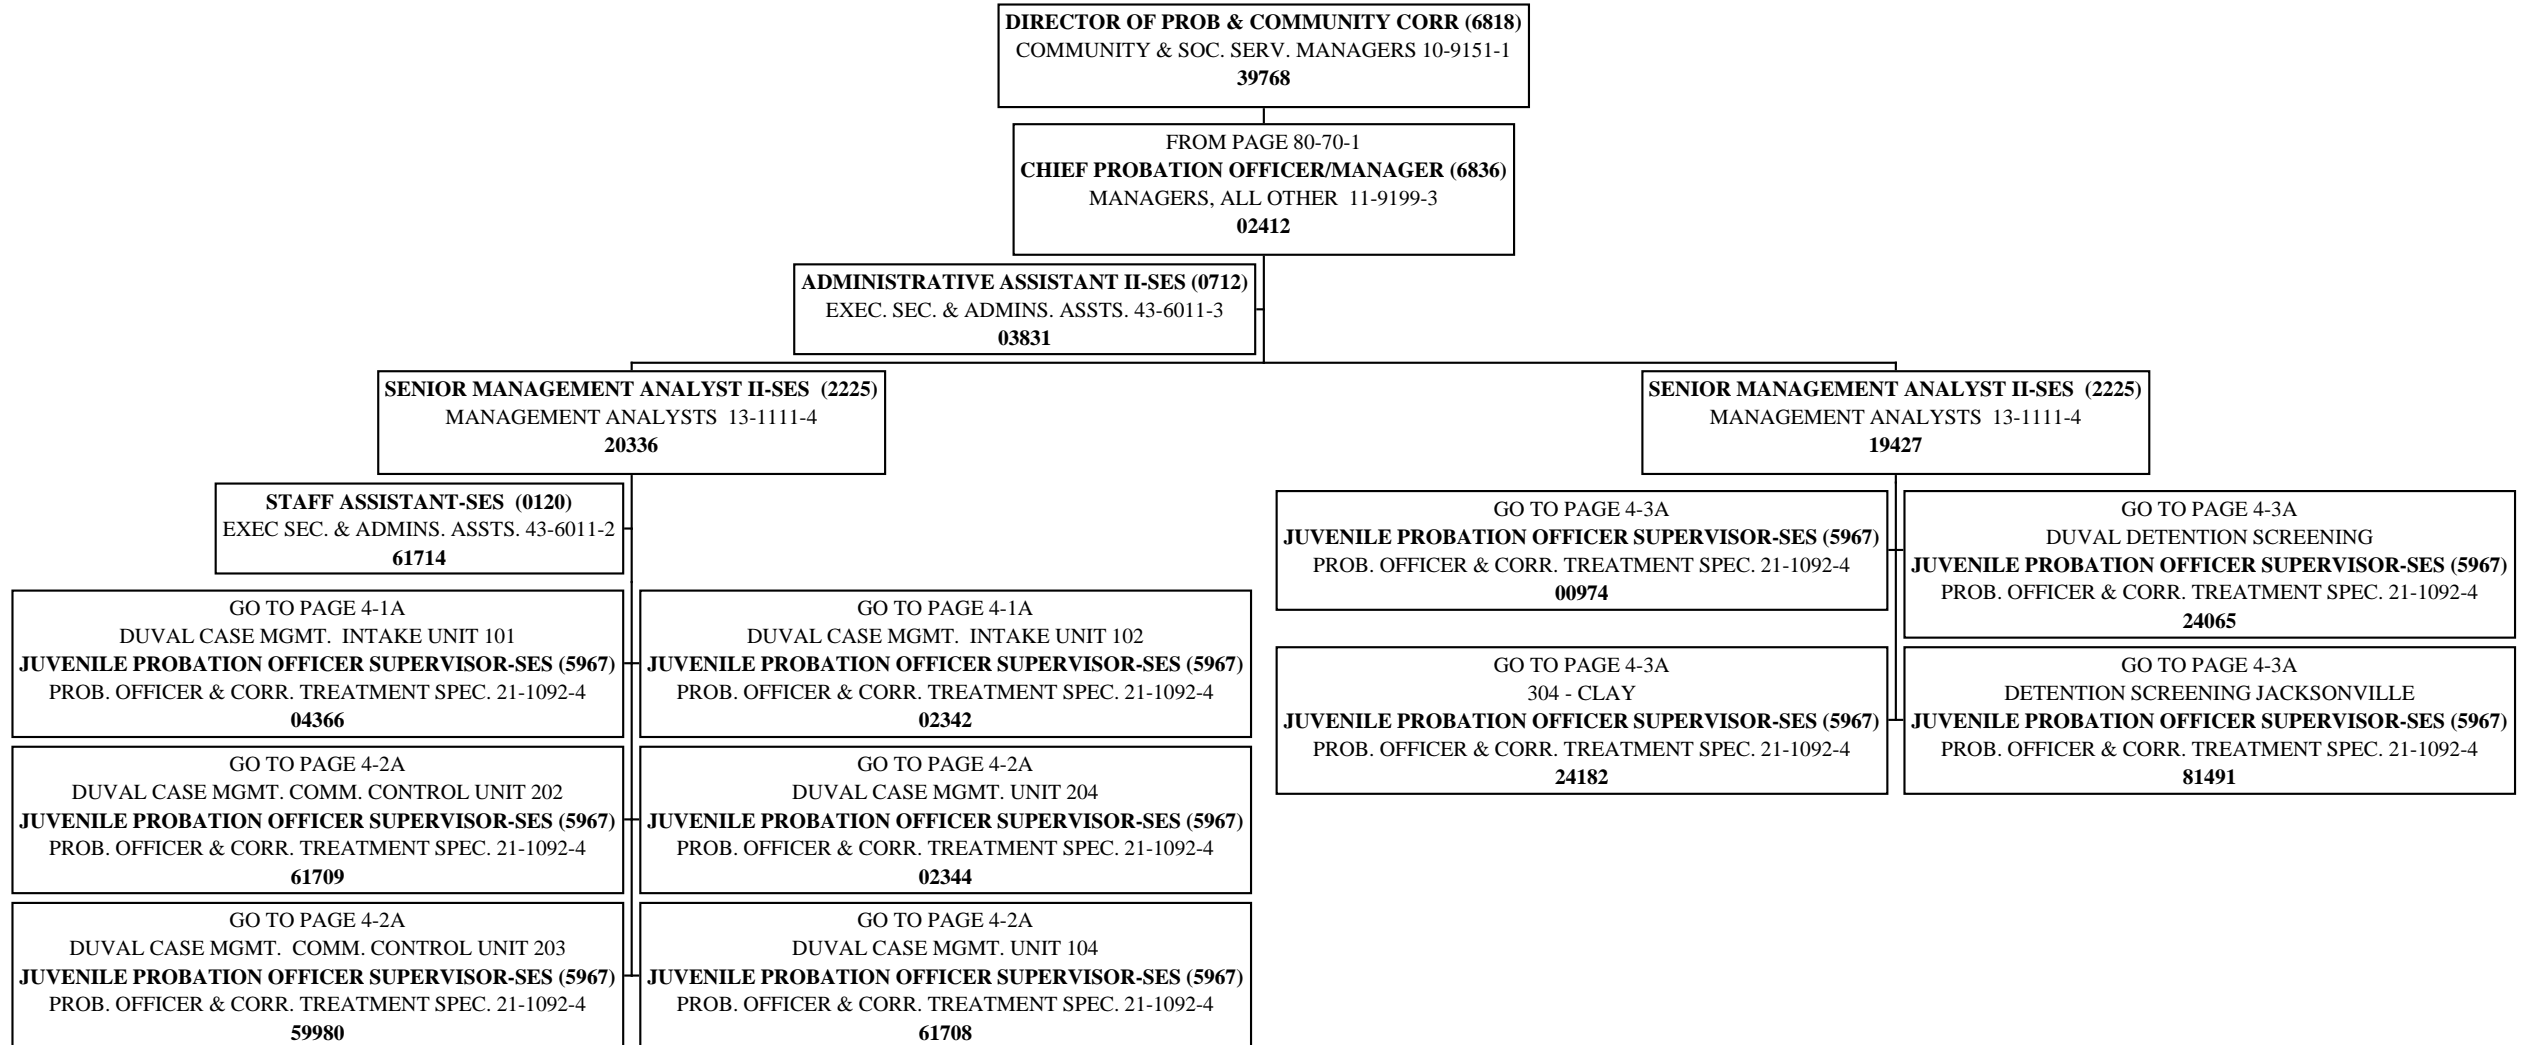 DIRECTOR OF PROB & COMMUNITY CORR (6818)
COMMUNITY & SOC. SERV. MANAGERS 10-9151-1
39768
FROM PAGE 80-70-1
CHIEF PROBATION OFFICER/MANAGER (6836)
MANAGERS, ALL OTHER 11-9199-3
02412
ADMINISTRATIVE ASSISTANT II-SES (0712)
EXEC. SEC. & ADMINS. ASSTS. 43-6011-3
03831
SENIOR MANAGEMENT ANALYST II-SES (2225)
MANAGEMENT ANALYSTS 13-1111-4
20336
STAFF ASSISTANT-SES (0120)
EXEC SEC. & ADMINS. ASSTS. 43-6011-2
61714
GO TO PAGE 4-1A
DUVAL CASE MGMT. INTAKE UNIT 101
JUVENILE PROBATION OFFICER SUPERVISOR-SES (5967)
PROB. OFFICER & CORR. TREATMENT SPEC. 21-1092-4
04366
GO TO PAGE 4-1A
DUVAL CASE MGMT. INTAKE UNIT 102
JUVENILE PROBATION OFFICER SUPERVISOR-SES (5967)
PROB. OFFICER & CORR. TREATMENT SPEC. 21-1092-4
02342
GO TO PAGE 4-2A
DUVAL CASE MGMT. COMM. CONTROL UNIT 202
JUVENILE PROBATION OFFICER SUPERVISOR-SES (5967)
PROB. OFFICER & CORR. TREATMENT SPEC. 21-1092-4
61709
GO TO PAGE 4-2A
DUVAL CASE MGMT. UNIT 204
JUVENILE PROBATION OFFICER SUPERVISOR-SES (5967)
PROB. OFFICER & CORR. TREATMENT SPEC. 21-1092-4
02344
GO TO PAGE 4-2A
DUVAL CASE MGMT. COMM. CONTROL UNIT 203
JUVENILE PROBATION OFFICER SUPERVISOR-SES (5967)
PROB. OFFICER & CORR. TREATMENT SPEC. 21-1092-4
59980
GO TO PAGE 4-2A
DUVAL CASE MGMT. UNIT 104
JUVENILE PROBATION OFFICER SUPERVISOR-SES (5967)
PROB. OFFICER & CORR. TREATMENT SPEC. 21-1092-4
61708
SENIOR MANAGEMENT ANALYST II-SES (2225)
MANAGEMENT ANALYSTS 13-1111-4
19427
GO TO PAGE 4-3A
JUVENILE PROBATION OFFICER SUPERVISOR-SES (5967)
PROB. OFFICER & CORR. TREATMENT SPEC. 21-1092-4
00974
GO TO PAGE 4-3A
DUVAL DETENTION SCREENING
JUVENILE PROBATION OFFICER SUPERVISOR-SES (5967)
PROB. OFFICER & CORR. TREATMENT SPEC. 21-1092-4
24065
GO TO PAGE 4-3A
304 - CLAY
JUVENILE PROBATION OFFICER SUPERVISOR-SES (5967)
PROB. OFFICER & CORR. TREATMENT SPEC. 21-1092-4
24182
GO TO PAGE 4-3A
DETENTION SCREENING JACKSONVILLE
JUVENILE PROBATION OFFICER SUPERVISOR-SES (5967)
PROB. OFFICER & CORR. TREATMENT SPEC. 21-1092-4
81491